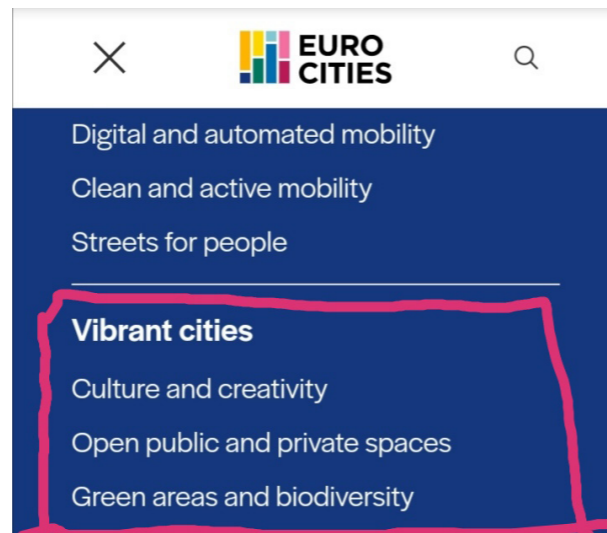 EURO
CITIES
Digital and automated mobility
Clean and active mobility
Streets for people
Vibrant cities
Culture and creativity
Open public and private spaces
Green areas and biodiversity